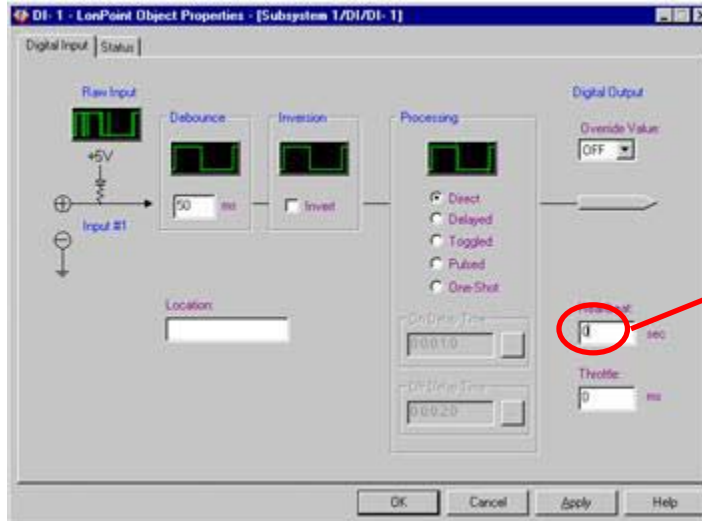 DI- 1 - LonPoint Object Properties - [Subsystem 1/DI/DI- 1]
Digital Input
Status
Raw Input
+5V
Input #1
Debounce
50 ms
Inversion
Invert
Processing
Direct
Delayed
Toggled
Pulsed
One-Shot
On Delay Time
Off Delay Time
Digital Output
Override Value:
OFF
Location:
0 sec
Throttle:
0 ms
OK
Cancel
Apply
Help